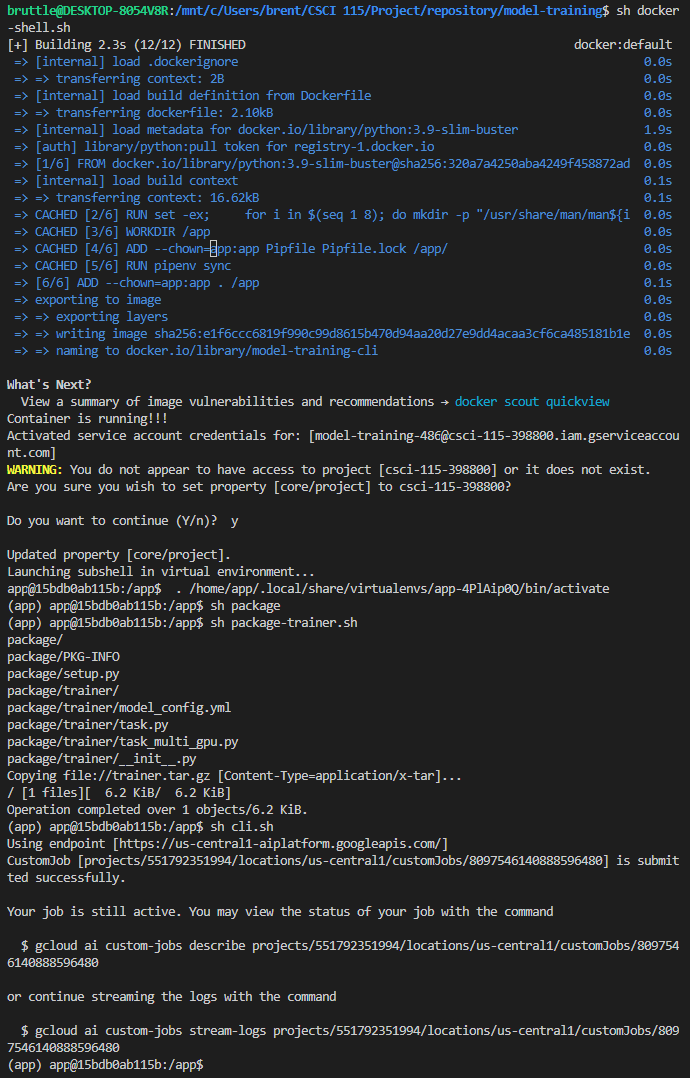 bruttle@DESKTOP-8054V8R:/mnt/c/Users/brent/CSCI 115/Project/repository/model-training$ sh docker
-shell.sh
[+] Building 2.3s (12/12) FINISHED docker:default
=> [internal] load .dockerignore 0.0s
=> => transferring context: 2B 0.0s
=> [internal] load build definition from Dockerfile 0.0s
=> => transferring dockerfile: 2.10kB 0.0s
=> [internal] load metadata for docker.io/library/python:3.9-slim-buster 1.9s
=> [auth] library/python:pull token for registry-1.docker.io 0.0s
=> [1/6] FROM docker.io/library/python:3.9-slim-buster@sha256:320a7a4250aba4249f458872ad 0.0s
=> [internal] load build context 0.1s
=> => transferring context: 16.62kB 0.1s
=> CACHED [2/6] RUN set -ex; for i in $(seq 1 8); do mkdir -p "/usr/share/man/man${i 0.0s
=> CACHED [3/6] WORKDIR /app 0.0s
=> CACHED [4/6] ADD --chown=app:app Pipfile Pipfile.lock /app/ 0.0s
=> CACHED [5/6] RUN pipenv sync 0.0s
=> [6/6] ADD --chown=app:app . /app 0.1s
=> exporting to image 0.0s
=> => exporting layers 0.0s
=> => writing image sha256:e1f6ccc6819f990c99d8615b470d94aa20d27e9dd4acaa3cf6ca485181b1e 0.0s
=> => naming to docker.io/library/model-training-cli 0.0s
What's Next?
View a summary of image vulnerabilities and recommendations → docker scout quickview
Container is running!!!
Activated service account credentials for: [model-training-486@csci-115-398800.iam.gserviceaccou
nt.com]
WARNING: You do not appear to have access to project [csci-115-398800] or it does not exist.
Are you sure you wish to set property [core/project] to csci-115-398800?
Do you want to continue (Y/n)? y
Updated property [core/project].
Launching subshell in virtual environment...
app@15bdb0ab115b:/app$ . /home/app/.local/share/virtualenvs/app-4PlAip0Q/bin/activate
(app) app@15bdb0ab115b:/app$ sh package
(app) app@15bdb0ab115b:/app$ sh package-trainer.sh
package/
package/PKG-INFO
package/setup.py
package/trainer/
package/trainer/model_config.yml
package/trainer/task.py
package/trainer/task_multi_gpu.py
package/trainer/__init__.py
Copying file://trainer.tar.gz [Content-Type=application/x-tar]...
/ [1 files][ 6.2 KiB/ 6.2 KiB]
Operation completed over 1 objects/6.2 KiB.
(app) app@15bdb0ab115b:/app$ sh cli.sh
Using endpoint [https://us-central1-aiplatform.googleapis.com/]
CustomJob [projects/551792351994/locations/us-central1/customJobs/8097546140888596480] is submit
ted successfully.
Your job is still active. You may view the status of your job with the command
$ gcloud ai custom-jobs describe projects/551792351994/locations/us-central1/customJobs/809754
6140888596480
or continue streaming the logs with the command
$ gcloud ai custom-jobs stream-logs projects/551792351994/locations/us-central1/customJobs/809
7546140888596480
(app) app@15bdb0ab115b:/app$